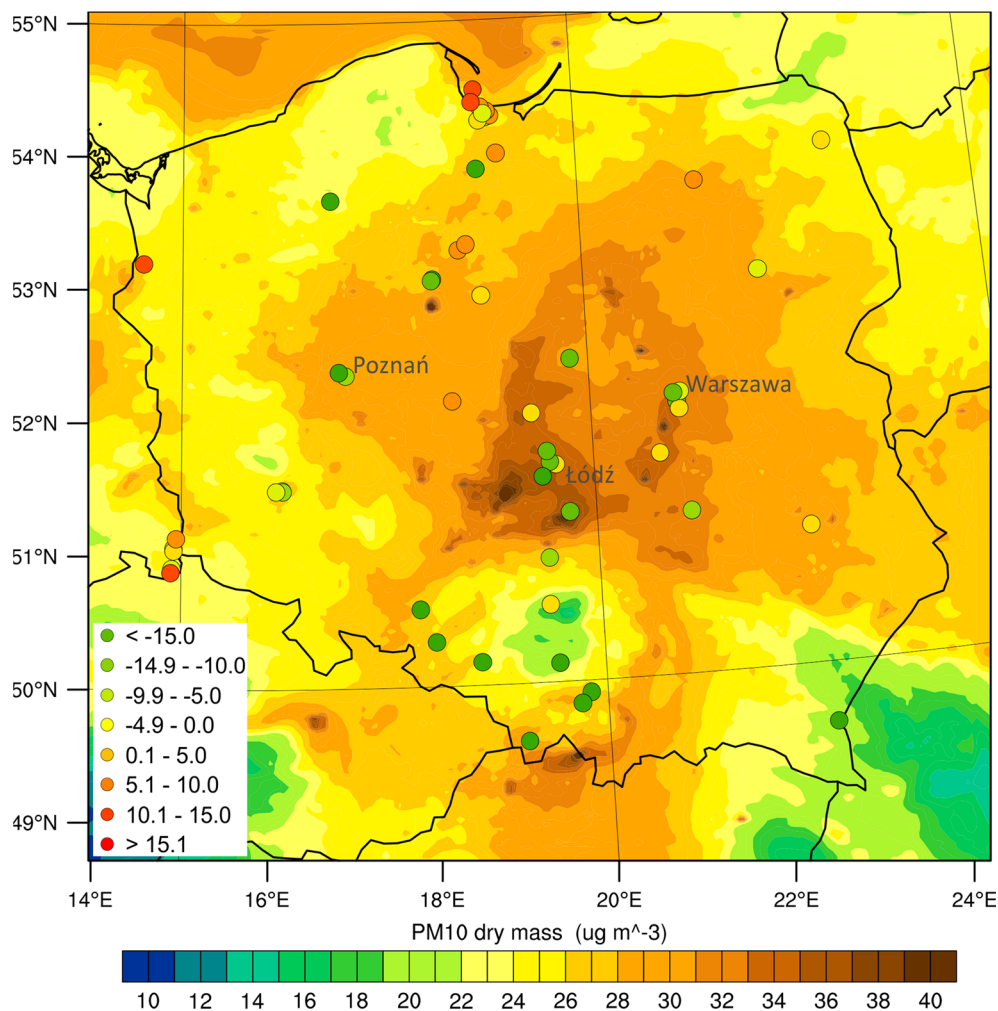 55°N
54°N
53°N
52°N
51°N
50°N
49°N
Poznań
Warszawa
Łódź
< -15.0
-14.9 - -10.0
-9.9 - -5.0
-4.9 - 0.0
0.1 - 5.0
5.1 - 10.0
10.1 - 15.0
> 15.1
14°E 16°E 18°E 20°E 22°E 24°E
PM10 dry mass (ug m^-3)
10 12 14 16 18 20 22 24 26 28 30 32 34 36 38 40